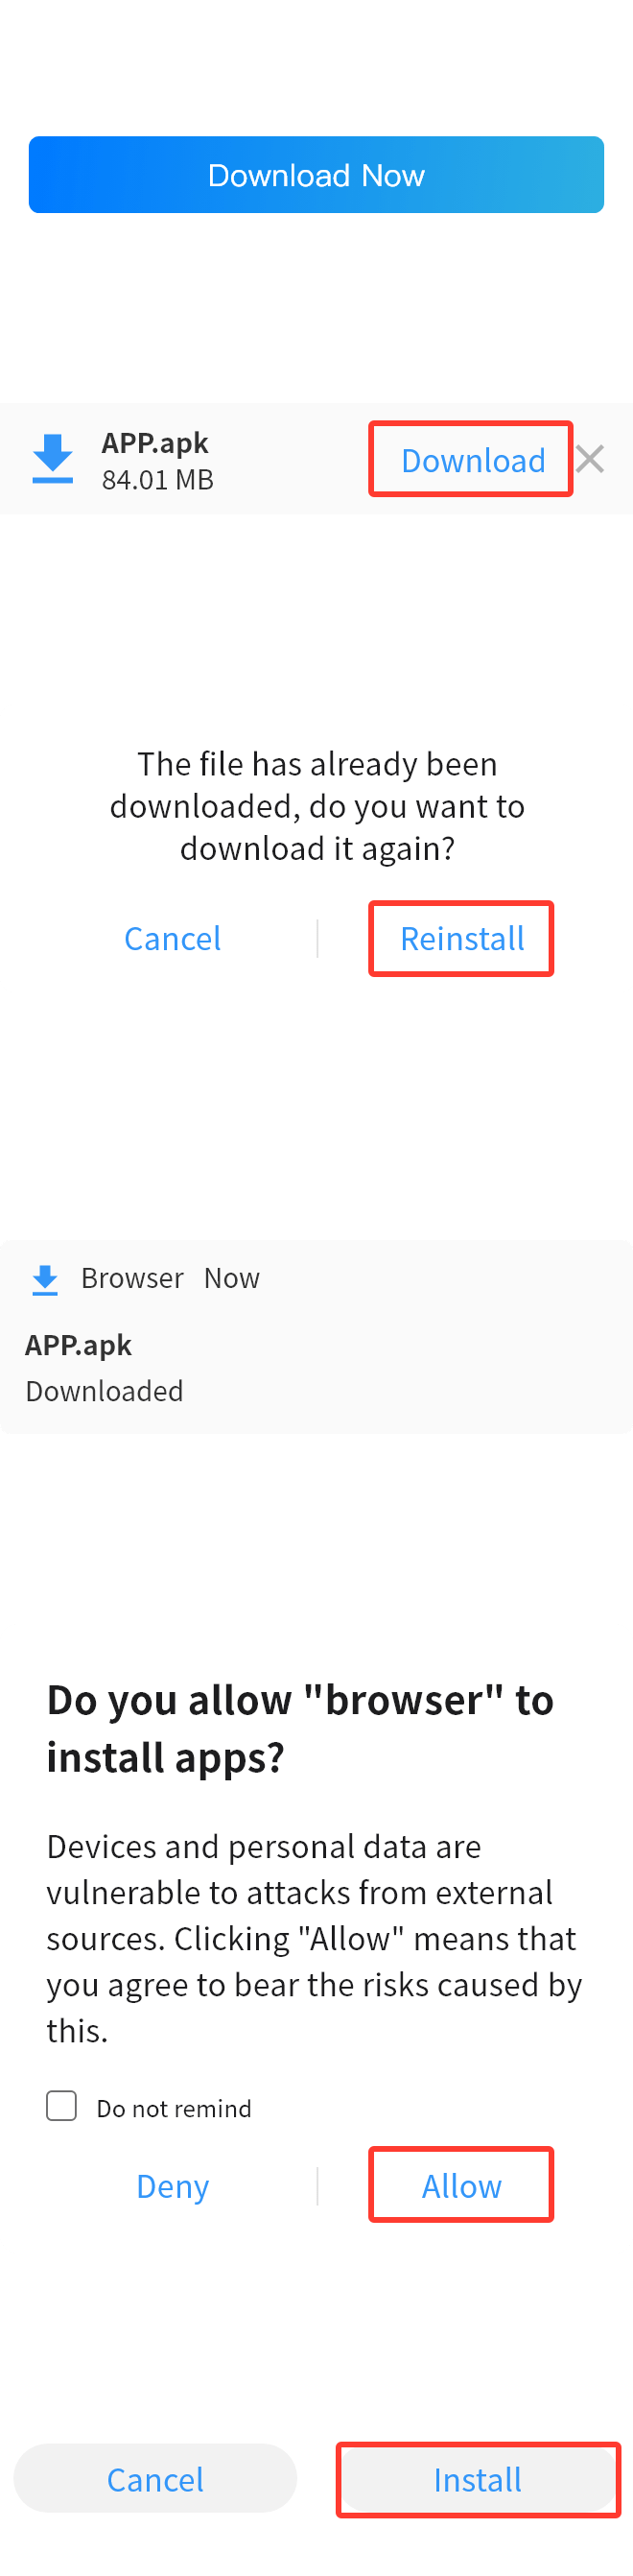 Download Now
APP.apk
84.01 MB
Download
The file has already been
downloaded, do you want to
download it again?
Cancel
Reinstall
Browser Now
APP.apk
Downloaded
Do you allow "browser" to
install apps?
Devices and personal data are
vulnerable to attacks from external
sources. Clicking "Allow" means that
you agree to bear the risks caused by
this.
Do not remind
Deny
Allow
Cancel
Install